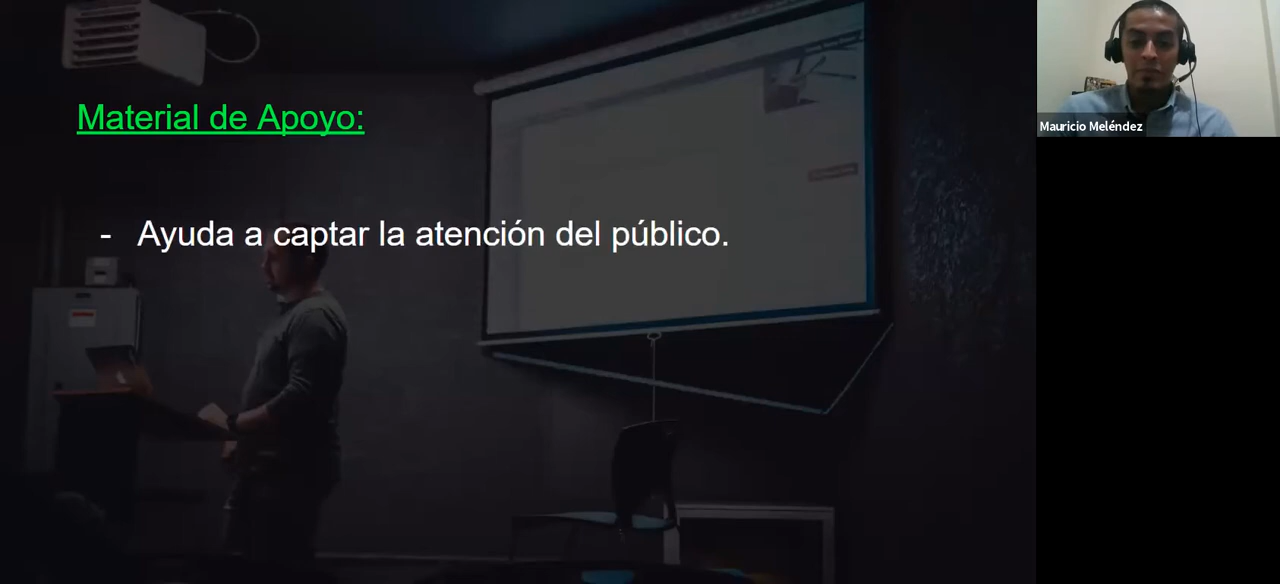 Material de Apoyo:
- Ayuda a captar la atención del público.
Mauricio Meléndez